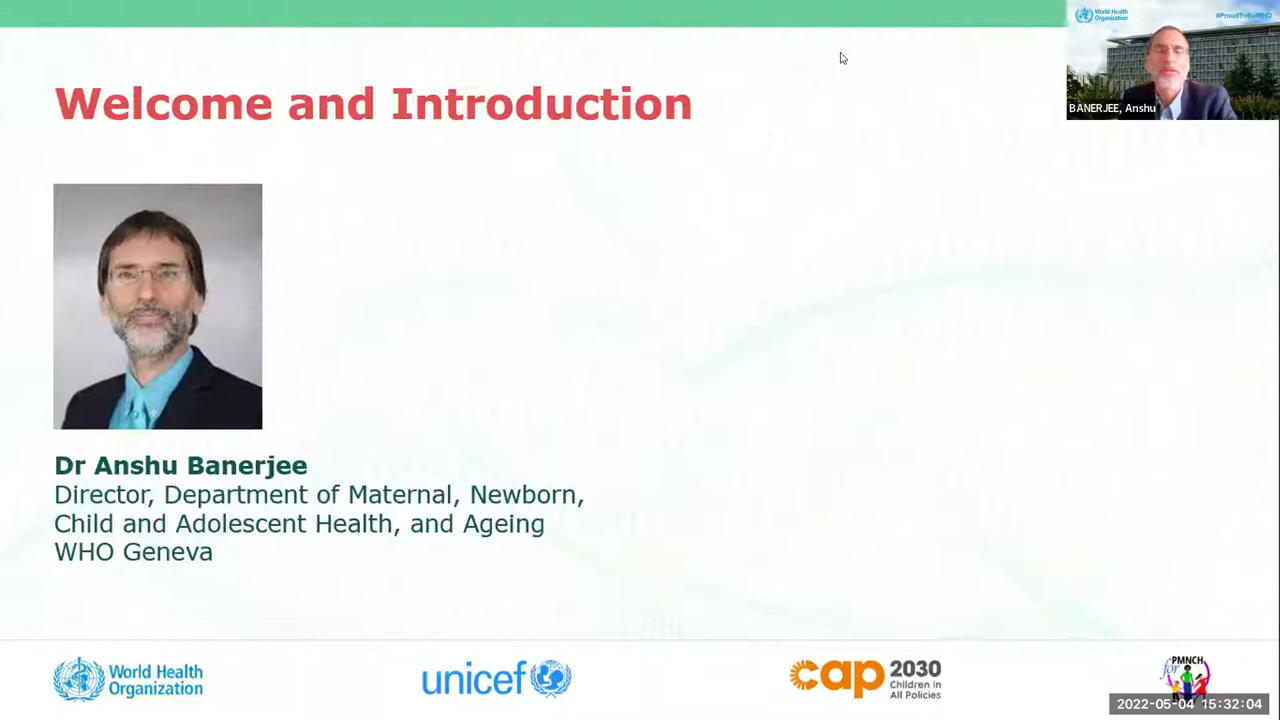 World Health
Organization
#ProudToBeWHO
BANERJEE, Anshu
Welcome and Introduction
Dr Anshu Banerjee
Director, Department of Maternal, Newborn,
Child and Adolescent Health, and Ageing
WHO Geneva
World Health
Organization
unicef
cap 2030
Children in
All Policies
for PMNCH
2022-05-04 15:32:04